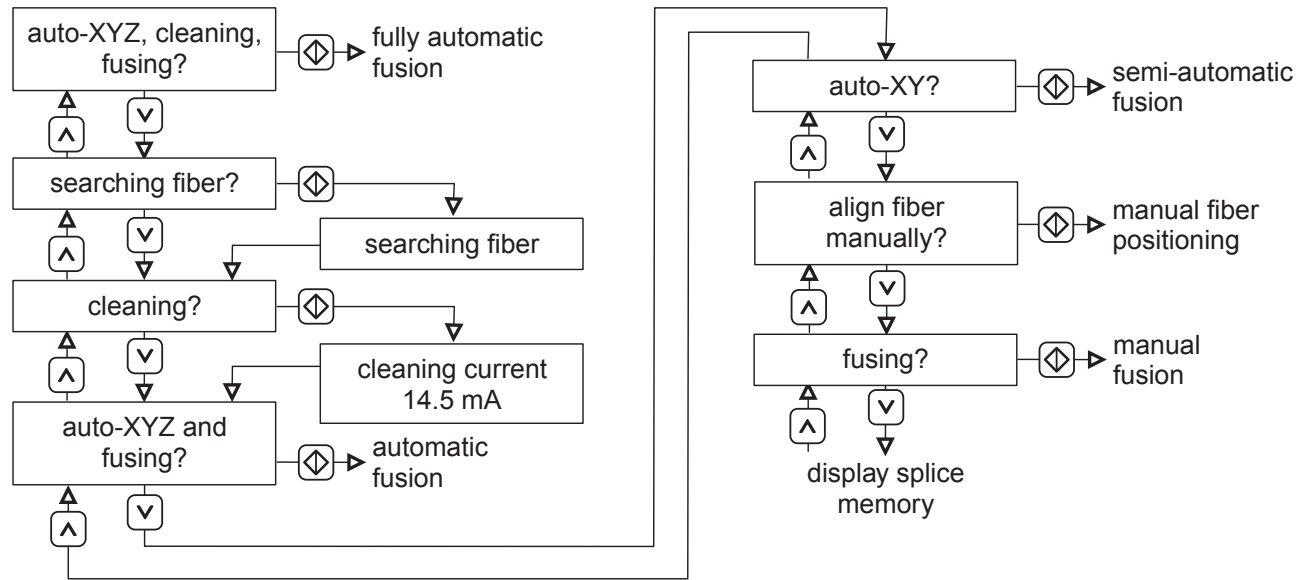 auto-XYZ, cleaning,
fusing?
fully automatic
fusion
searching fiber?
searching fiber
cleaning?
cleaning current
14.5 mA
auto-XYZ and
fusing?
automatic
fusion
auto-XY?
semi-automatic
fusion
align fiber
manually?
manual fiber
positioning
fusing?
manual
fusion
display splice
memory